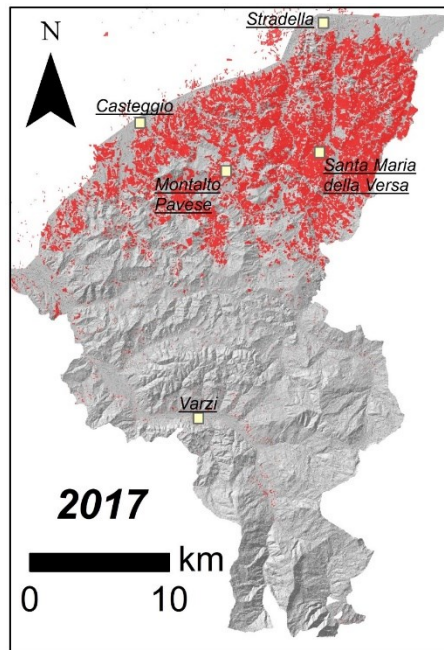 N
Stradella
Casteggio
Santa Maria
della Versa
Montalto
Pavese
Varzi
2017
km
0 10